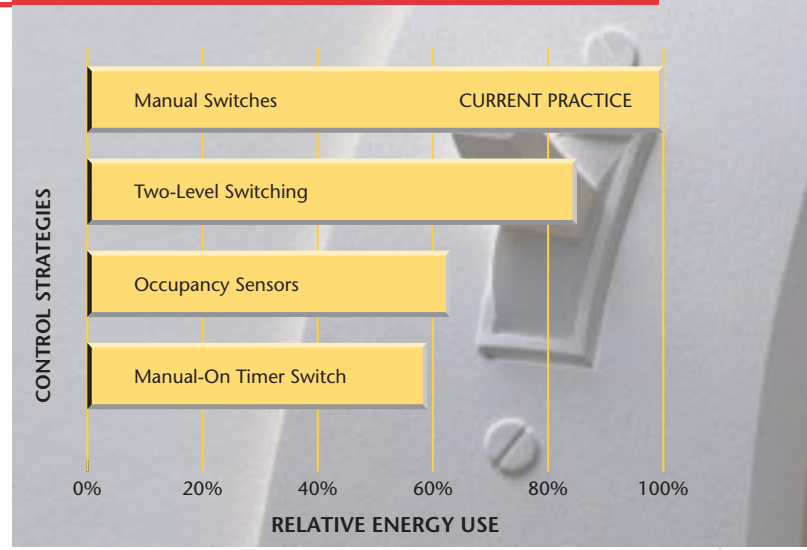 Manual Switches CURRENT PRACTICE
Two-Level Switching
Occupancy Sensors
Manual-On Timer Switch
CONTROL STRATEGIES
0% 20% 40% 60% 80% 100%
RELATIVE ENERGY USE